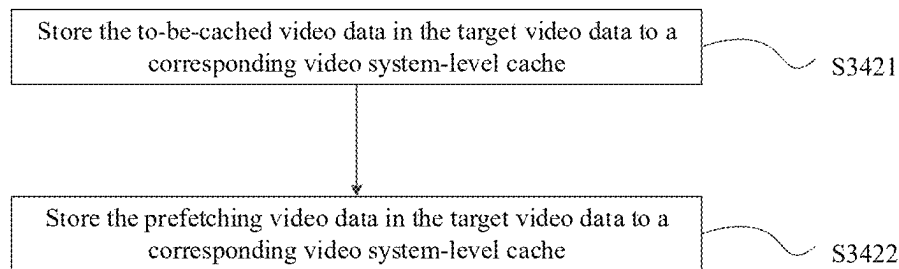 Store the to-be-cached video data in the target video data to a
corresponding video system-level cache
S3421
Store the prefetching video data in the target video data to a
corresponding video system-level cache
S3422